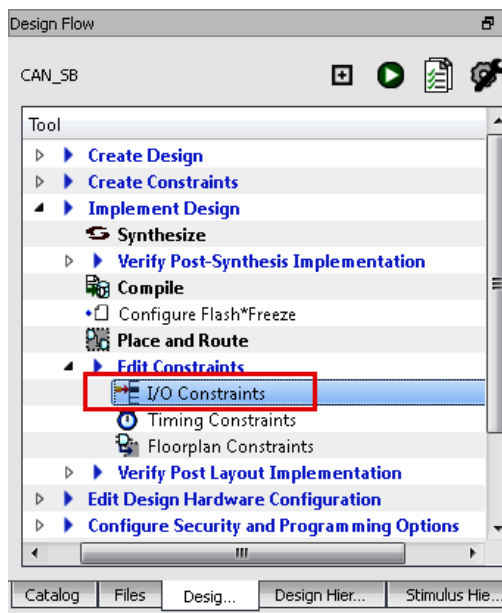 Design Flow
CAN_SB
Tool
Create Design
Create Constraints
Implement Design
Synthesize
Verify Post-Synthesis Implementation
Compile
Configure Flash*Freeze
Place and Route
Edit Constraints
I/O Constraints
Timing Constraints
Floorplan Constraints
Verify Post Layout Implementation
Edit Design Hardware Configuration
Configure Security and Programming Options
Catalog Files Desig... Design Hier... Stimulus Hie...